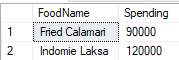 FoodName Spending
1 Fried Calamari 90000
2 Indomie Laksa 120000